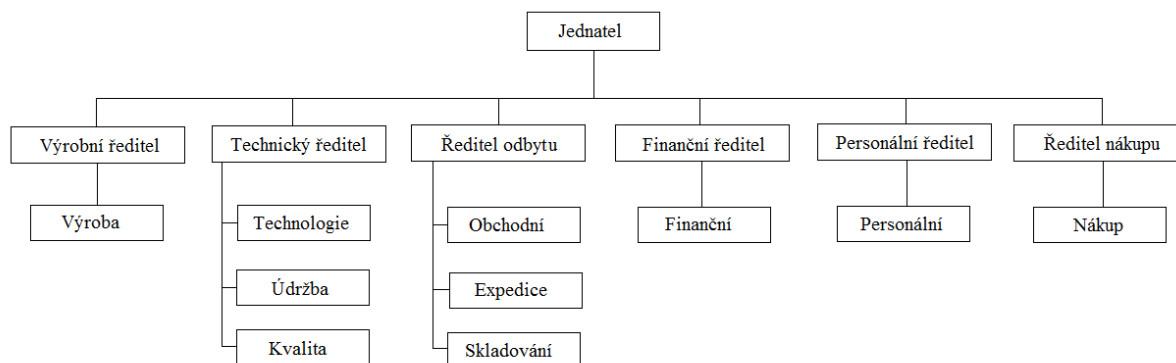 Jednatel
Výrobní ředitel
Technický ředitel
Ředitel odbytu
Finanční ředitel
Personální ředitel
Ředitel nákupu
Výroba
Technologie
Obchodní
Finanční
Personální
Nákup
Údržba
Expedice
Kvalita
Skladování